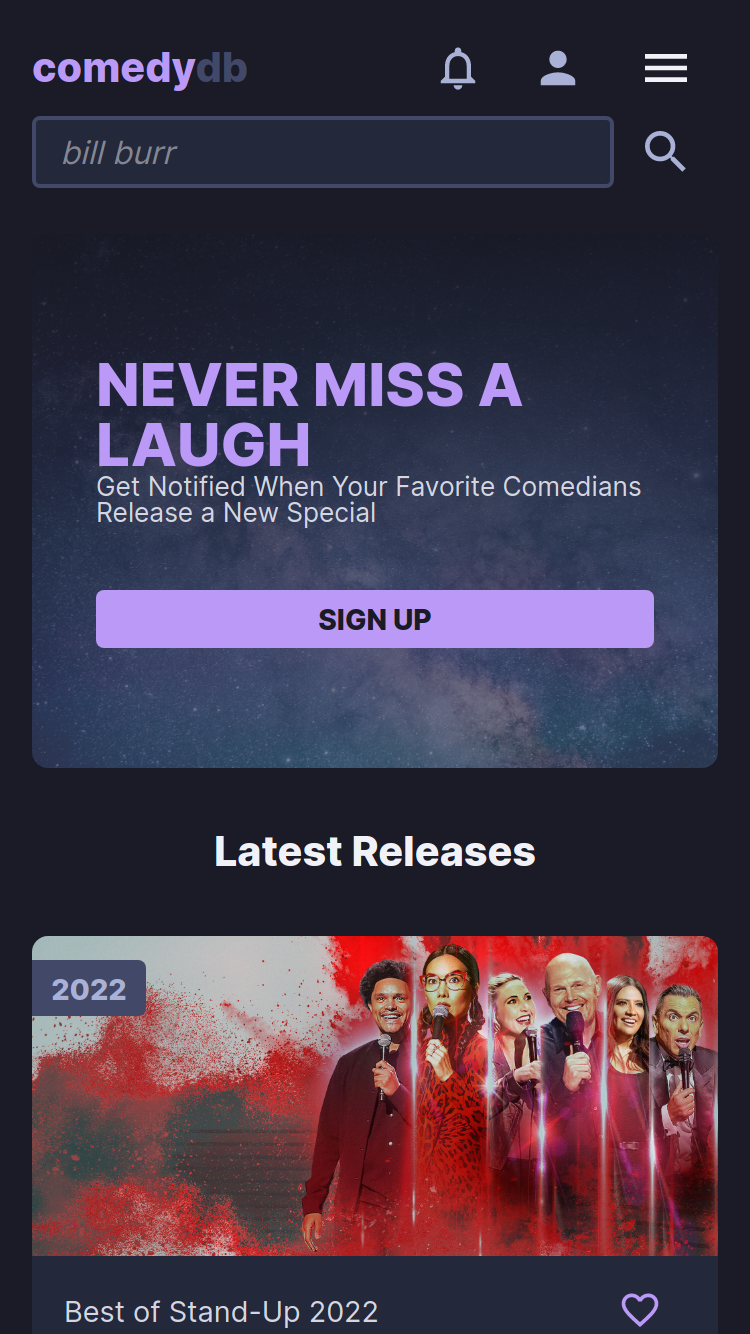 comedydb
bill burr
NEVER MISS A
LAUGH
Get Notified When Your Favorite Comedians
Release a New Special
SIGN UP
Latest Releases
2022
Best of Stand-Up 2022